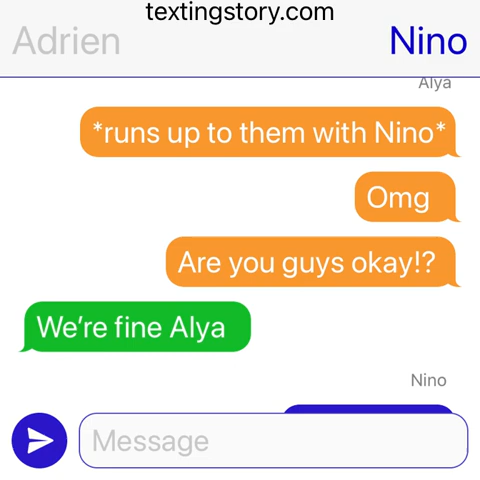 textingstory.com
Adrien
Nino
Alya
*runs up to them with Nino*
Omg
Are you guys okay!?
We’re fine Alya
Nino
Message